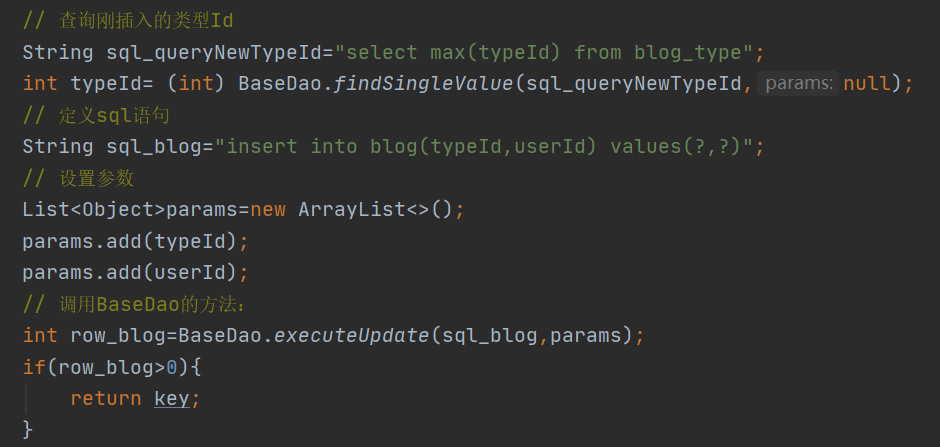 // 查询刚插入的类型Id
String sql_queryNewTypeId="select max(typeId) from blog_type";
int typeId= (int) BaseDao.findSingleValue(sql_queryNewTypeId, params: null);
// 定义sql语句
String sql_blog="insert into blog(typeId,userId) values(?,?)";
// 设置参数
List<Object>params=new ArrayList<>();
params.add(typeId);
params.add(userId);
// 调用BaseDao的方法：
int row_blog=BaseDao.executeUpdate(sql_blog,params);
if(row_blog>0){
    return key;
}